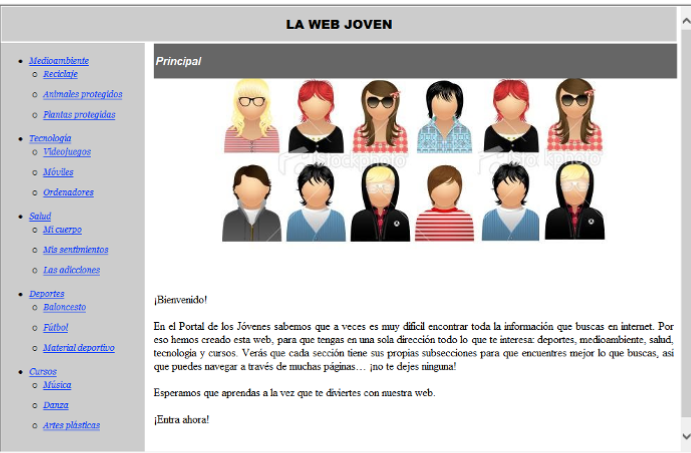 LA WEB JOVEN
Medioambiente
Reciclaje
Animales protegidos
Plantas protegidas
Tecnología
Videojuegos
Móviles
Ordenadores
Salud
Mi cuerpo
Mis sentimientos
Las adicciones
Deportes
Baloncesto
Fútbol
Material deportivo
Cursos
Música
Danza
Artes plásticas
Principal
¡Bienvenido!
En el Portal de los Jóvenes sabemos que a veces es muy difícil encontrar toda la información que buscas en internet. Por
eso hemos creado esta web, para que tengas en una sola dirección todo lo que te interesa: deportes, medioambiente, salud,
tecnología y cursos. Verás que cada sección tiene sus propias subsecciones para que encuentres mejor lo que buscas, así
que puedes navegar a través de muchas páginas… ¡no te dejes ninguna!
Esperamos que aprendas a la vez que te diviertes con nuestra web.
¡Entra ahora!